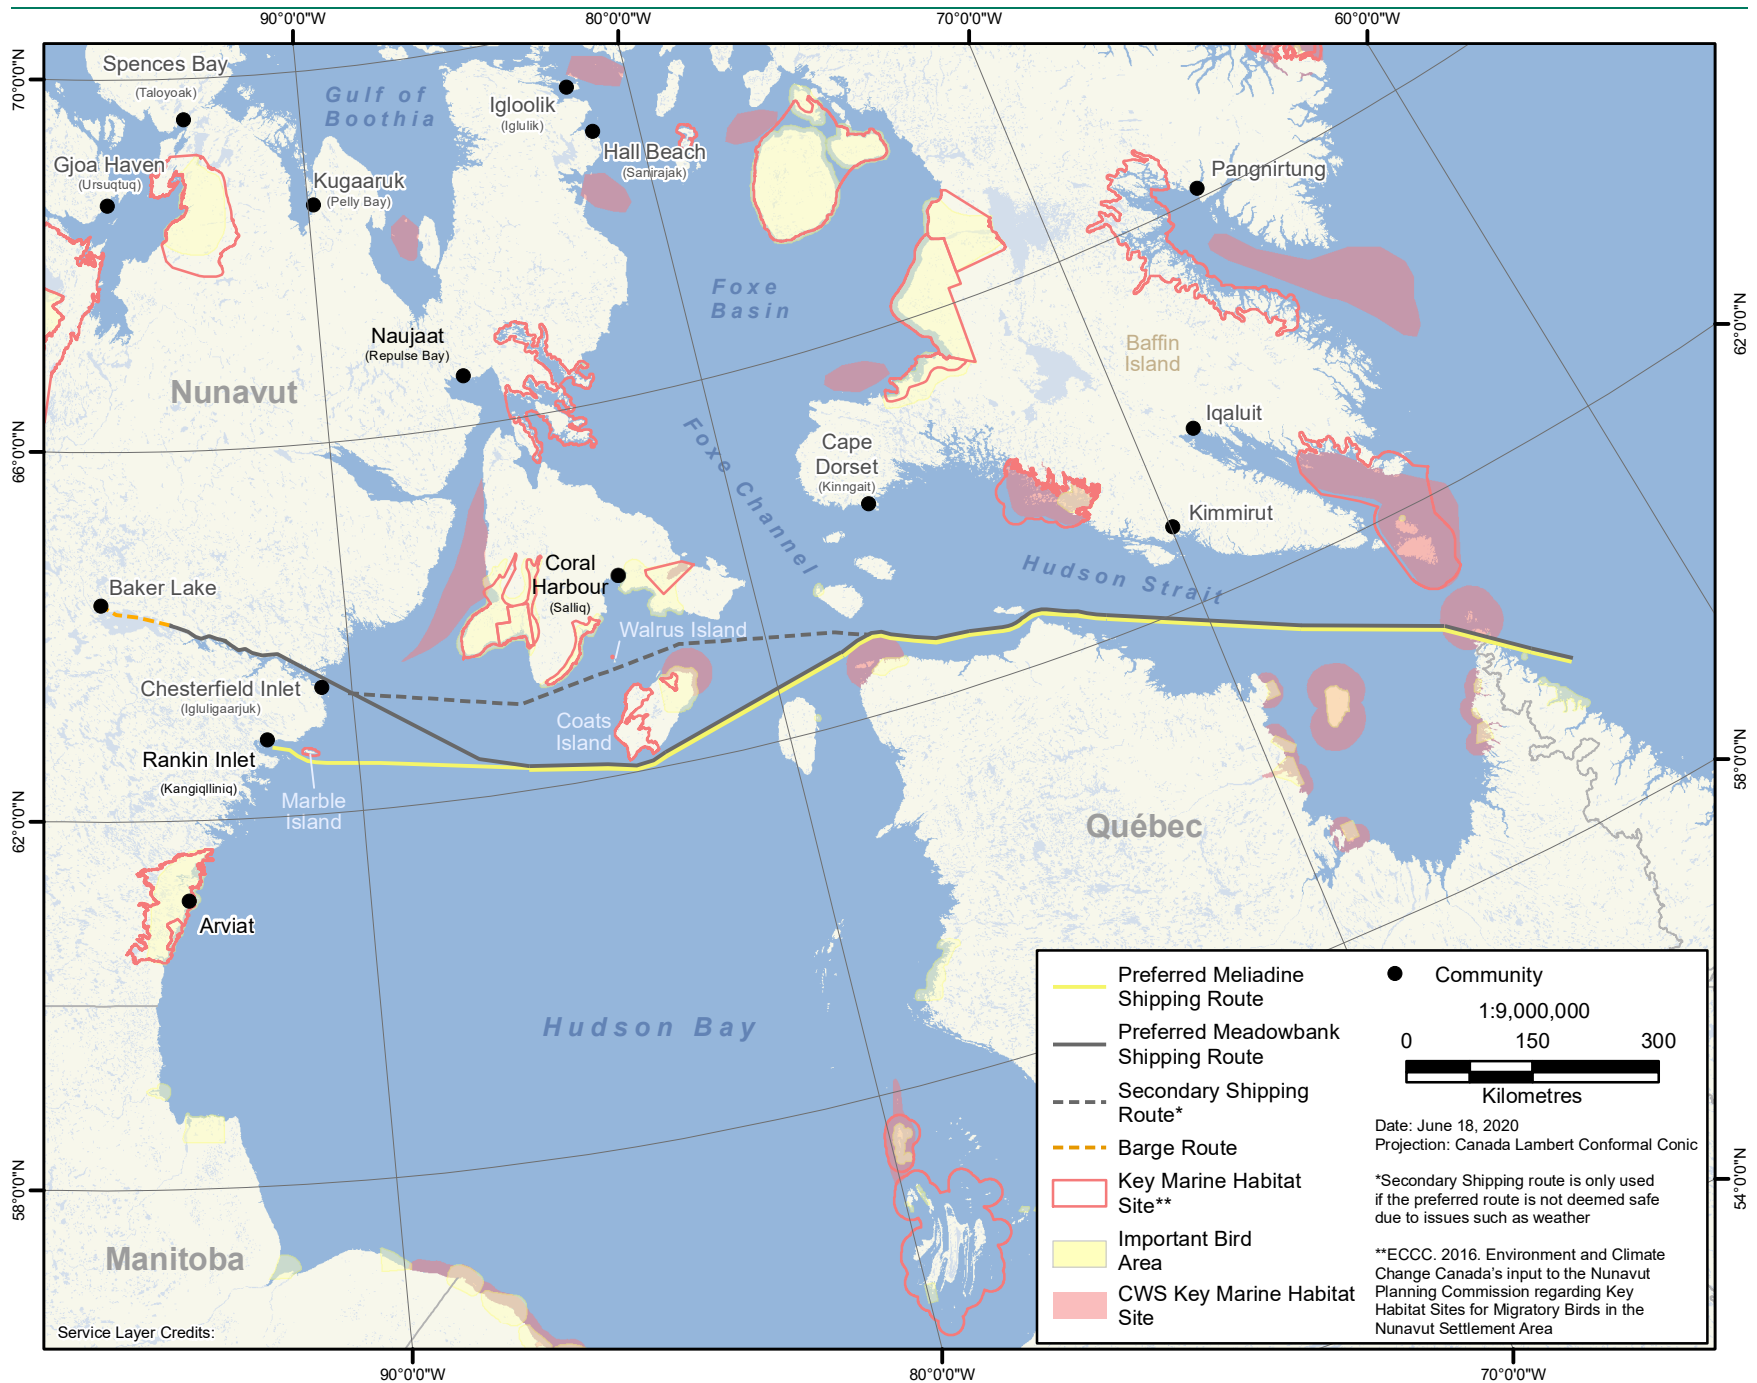 90°0'0"W
80°0'0"W
70°0'0"W
60°0'0"W
70°0'0"N
66°0'0"N
62°0'0"N
58°0'0"N
62°0'0"N
58°0'0"N
54°0'0"N
90°0'0"W
80°0'0"W
70°0'0"W
Spences Bay
(Taloyoak)
Gulf of
Boothia
Igloolik
(Iglulik)
Hall Beach
(Sanirajak)
Gjoa Haven
(Ursuqtuq)
Kugaaruk
(Pelly Bay)
Pangnirtung
Foxe
Basin
Naujaat
(Repulse Bay)
Nunavut
Baffin
Island
Iqaluit
Foxe Channel
Cape
Dorset
(Kinngait)
Kimmirut
Hudson Strait
Coral
Harbour
(Salliq)
Baker Lake
Walrus Island
Chesterfield Inlet
(Igluligaarjuk)
Coats
Island
Rankin Inlet
(Kangiqlliniq)
Marble
Island
Québec
Arviat
Hudson Bay
Manitoba
Service Layer Credits:
Preferred Meliadine
Shipping Route
Preferred Meadowbank
Shipping Route
Secondary Shipping
Route*
Barge Route
Key Marine Habitat
Site**
Important Bird
Area
CWS Key Marine Habitat
Site
Community
1:9,000,000
0 150 300
Kilometres
Date: June 18, 2020
Projection: Canada Lambert Conformal Conic
*Secondary Shipping route is only used
if the preferred route is not deemed safe
due to issues such as weather
**ECCC. 2016. Environment and Climate
Change Canada's input to the Nunavut
Planning Commission regarding Key
Habitat Sites for Migratory Birds in the
Nunavut Settlement Area